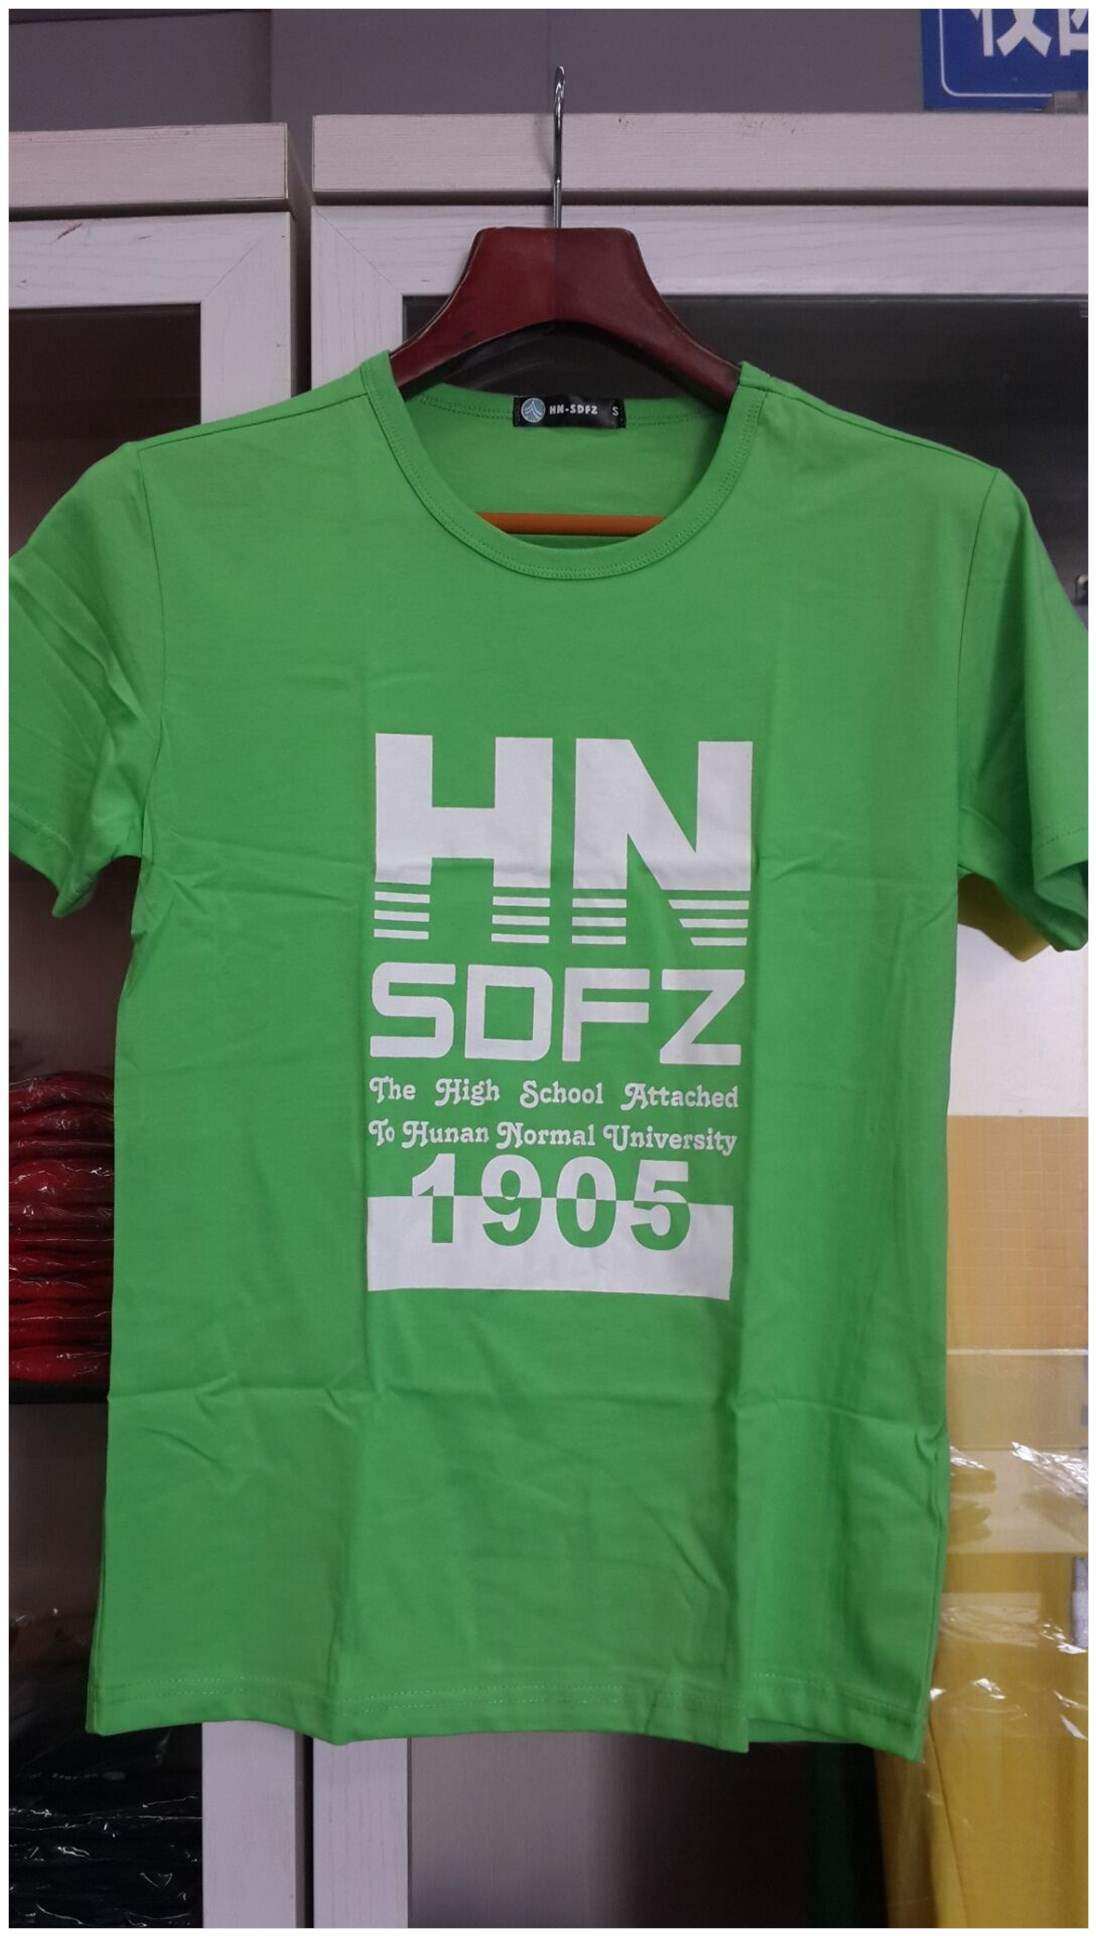 HN-SDFZ S
HN
SDFZ
The High School Attached
To Hunan Normal University
1905